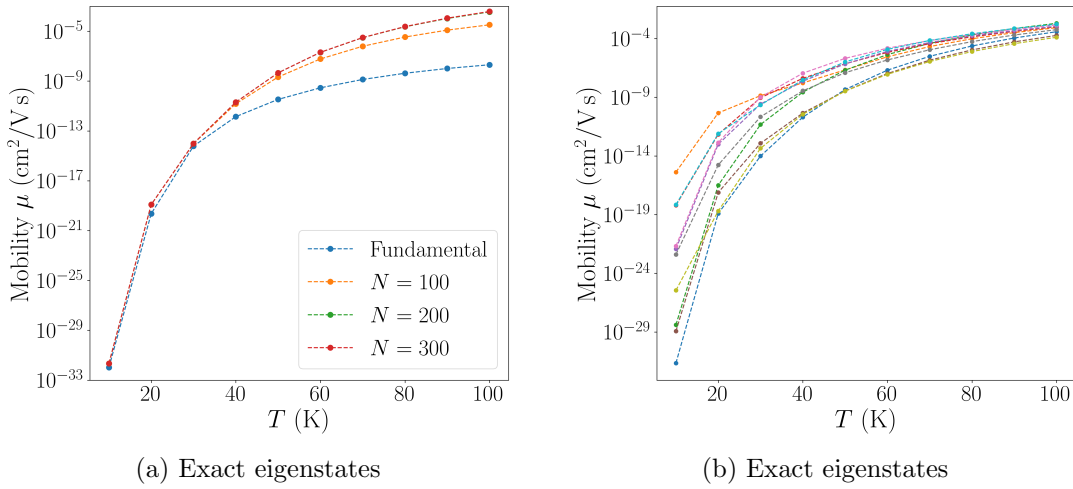 10^−5
10^−9
10^−13
10^−17
10^−21
10^−25
10^−29
10^−33
Mobility μ (cm²/V s)
20 40 60 80 100
T (K)
Fundamental
N = 100
N = 200
N = 300
(a) Exact eigenstates
10^−4
10^−9
10^−14
10^−19
10^−24
10^−29
Mobility μ (cm²/V s)
20 40 60 80 100
T (K)
(b) Exact eigenstates